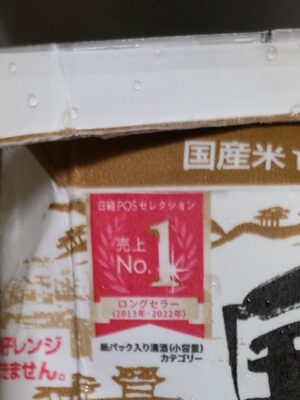 国産米
日経POSセレクション
売上
No.1
ロングセラー
(2013年-2022年)
紙パック入り清酒(小容量)
カテゴリー
子レンジ
きません。